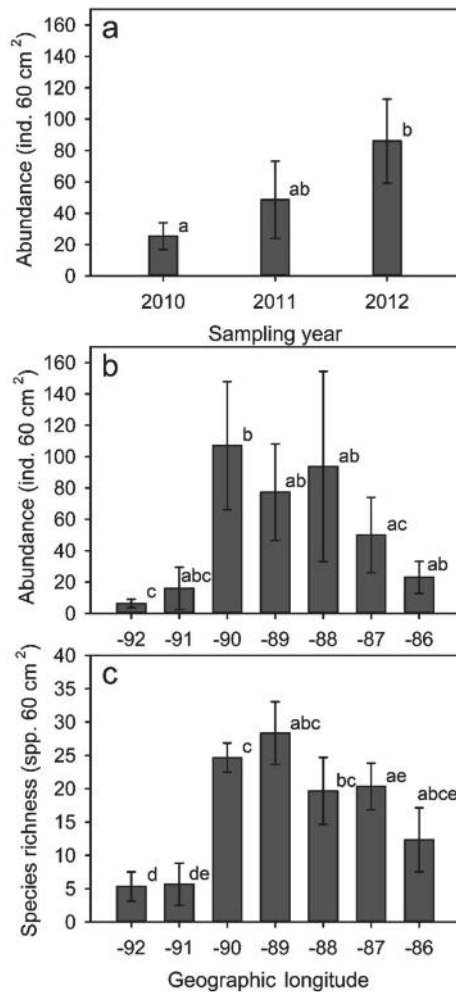 a
Abundance (ind. 60 cm²)
160
140
120
100
80
60
40
20
0
a
ab
b
2010 2011 2012
Sampling year
b
Abundance (ind. 60 cm²)
160
140
120
100
80
60
40
20
0
c abc b ab ab ac ab
-92 -91 -90 -89 -88 -87 -86
c
Species richness (spp. 60 cm²)
40
35
30
25
20
15
10
5
0
d de c abc bc ae abce
-92 -91 -90 -89 -88 -87 -86
Geographic longitude